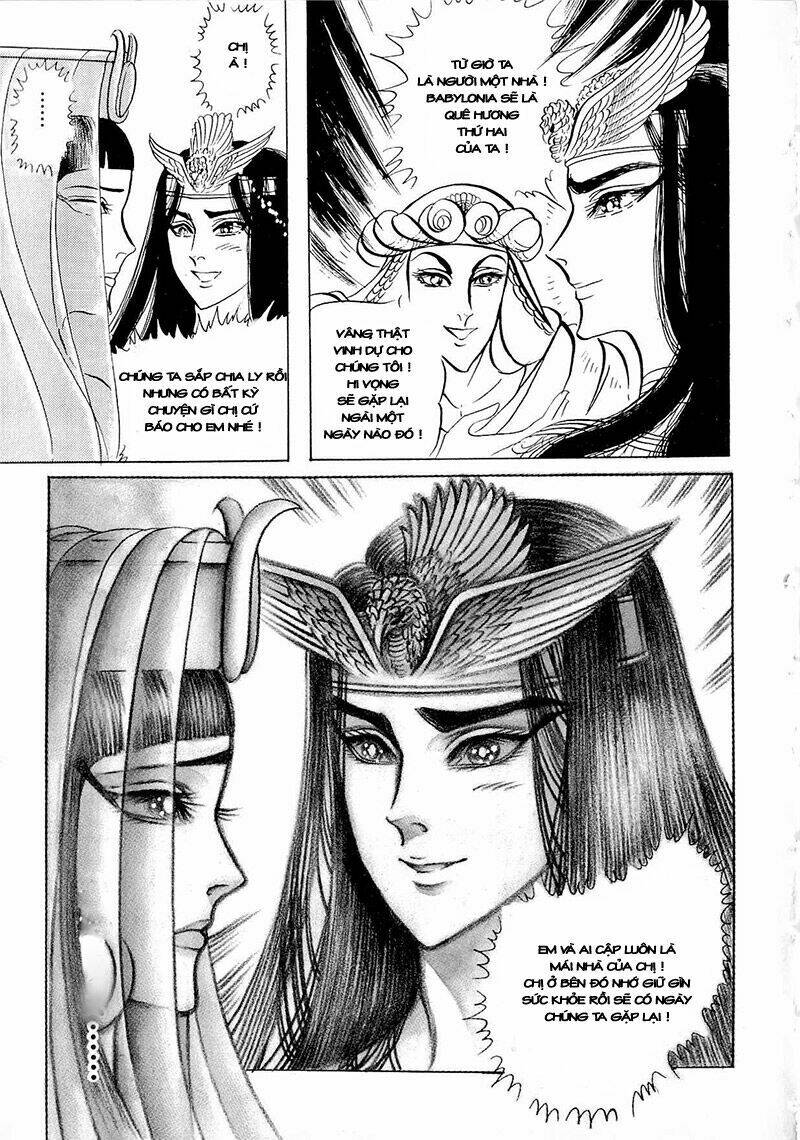 TỪ GIỜ TA
LÀ NGƯỜI MỘT NHÀ !
BABYLONIA SẼ LÀ
QUÊ HƯƠNG
THỨ HAI
CỦA TA !
VÂNG, THẬT
VINH DỰ CHO
CHÚNG TÔI !
HI VỌNG
SẼ GẶP LẠI
NGÀI MỘT
NGÀY NÀO ĐÓ !
CHỊ
À !
......
CHÚNG TA SẮP CHIA LY RỒI
NHƯNG CÓ BẤT KỲ
CHUYỆN GÌ CHỊ CỨ
BÁO CHO EM NHÉ !
EM VÀ AI CẬP LUÔN LÀ
MÁI NHÀ CỦA CHỊ !
CHỊ Ở BÊN ĐÓ NHỚ GIỮ GÌN
SỨC KHỎE RỒI SẼ CÓ NGÀY
CHÚNG TA GẶP LẠI !
......